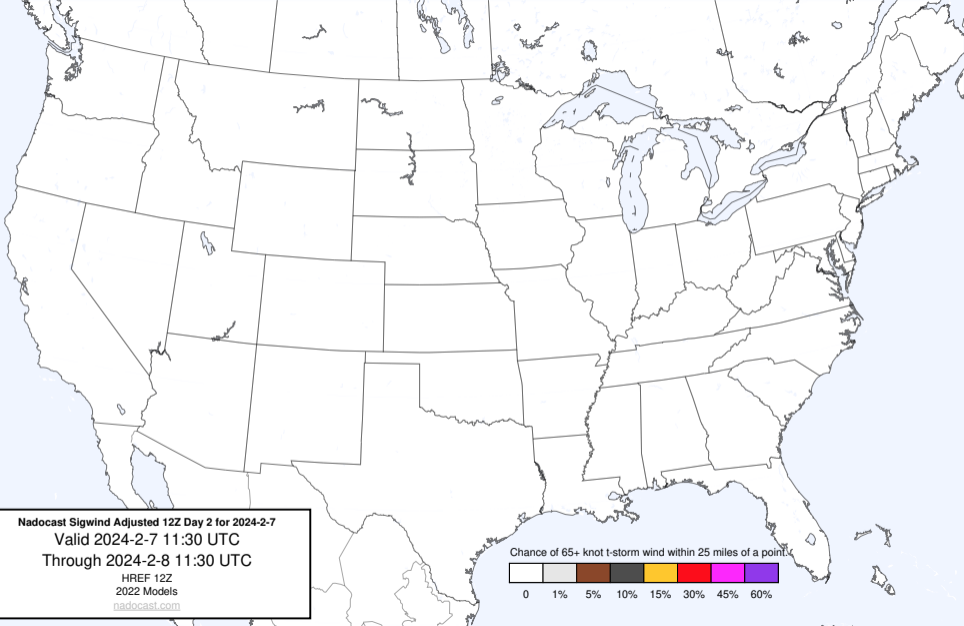 Nadocast Sigwind Adjusted 12Z Day 2 for 2024-2-7
Valid 2024-2-7 11:30 UTC
Through 2024-2-8 11:30 UTC
HREF 12Z
2022 Models
nadocast.com
Chance of 65+ knot t-storm wind within 25 miles of a point.
0 1% 5% 10% 15% 30% 45% 60%